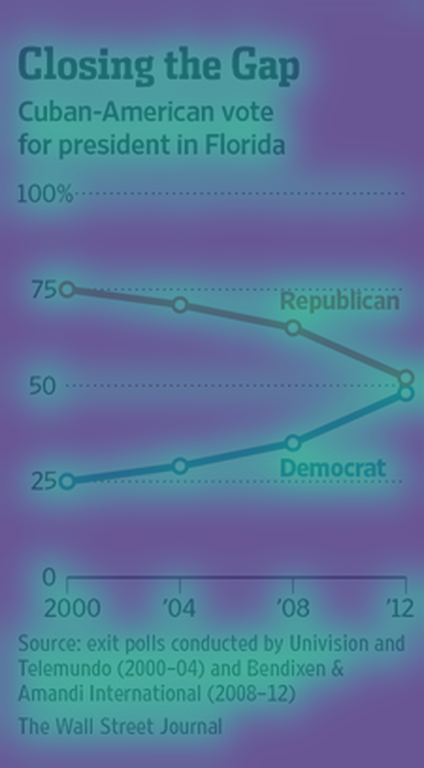 Closing the Gap
Cuban-American vote
for president in Florida
100%
75
Republican
50
25
Democrat
0
2000 '04 '08 '12
Source: exit polls conducted by Univision and
Telemundo (2000–04) and Bendixen &
Amandi International (2008–12)
The Wall Street Journal